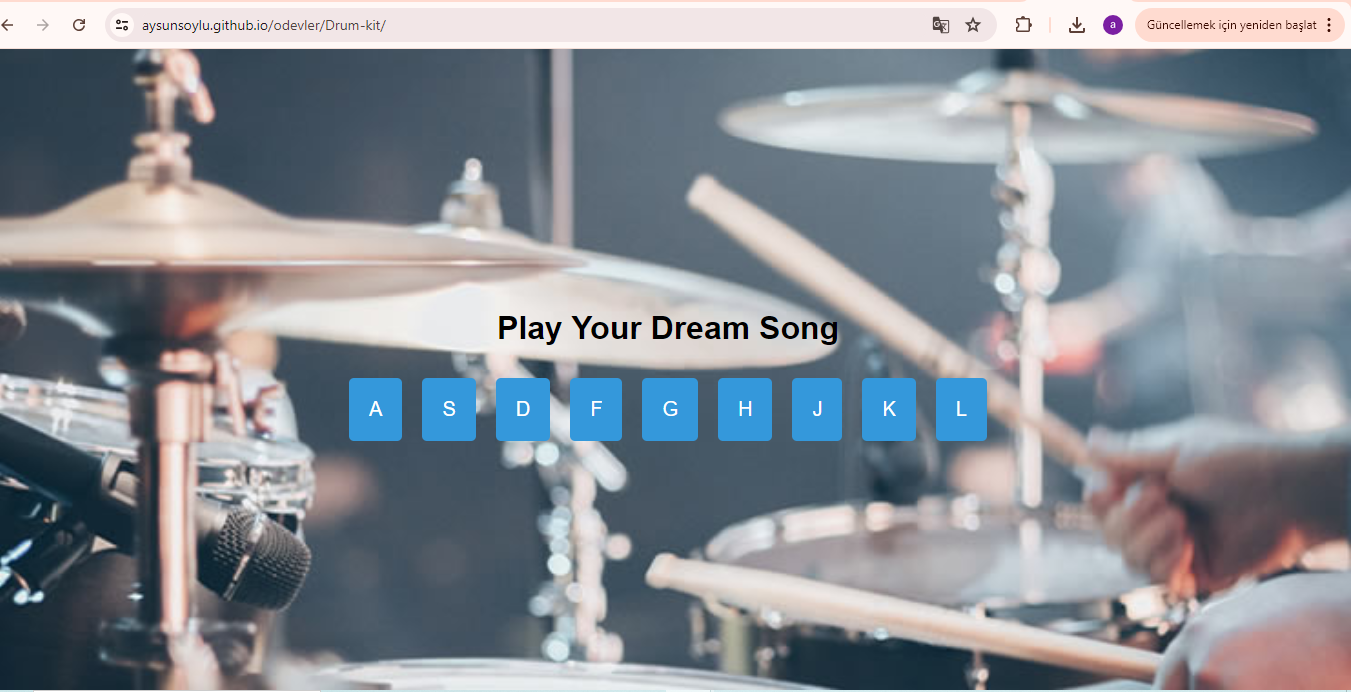 aysunsoylu.github.io/odevler/Drum-kit/
a
Güncellemek için yeniden başlat
Play Your Dream Song
A S D F G H J K L